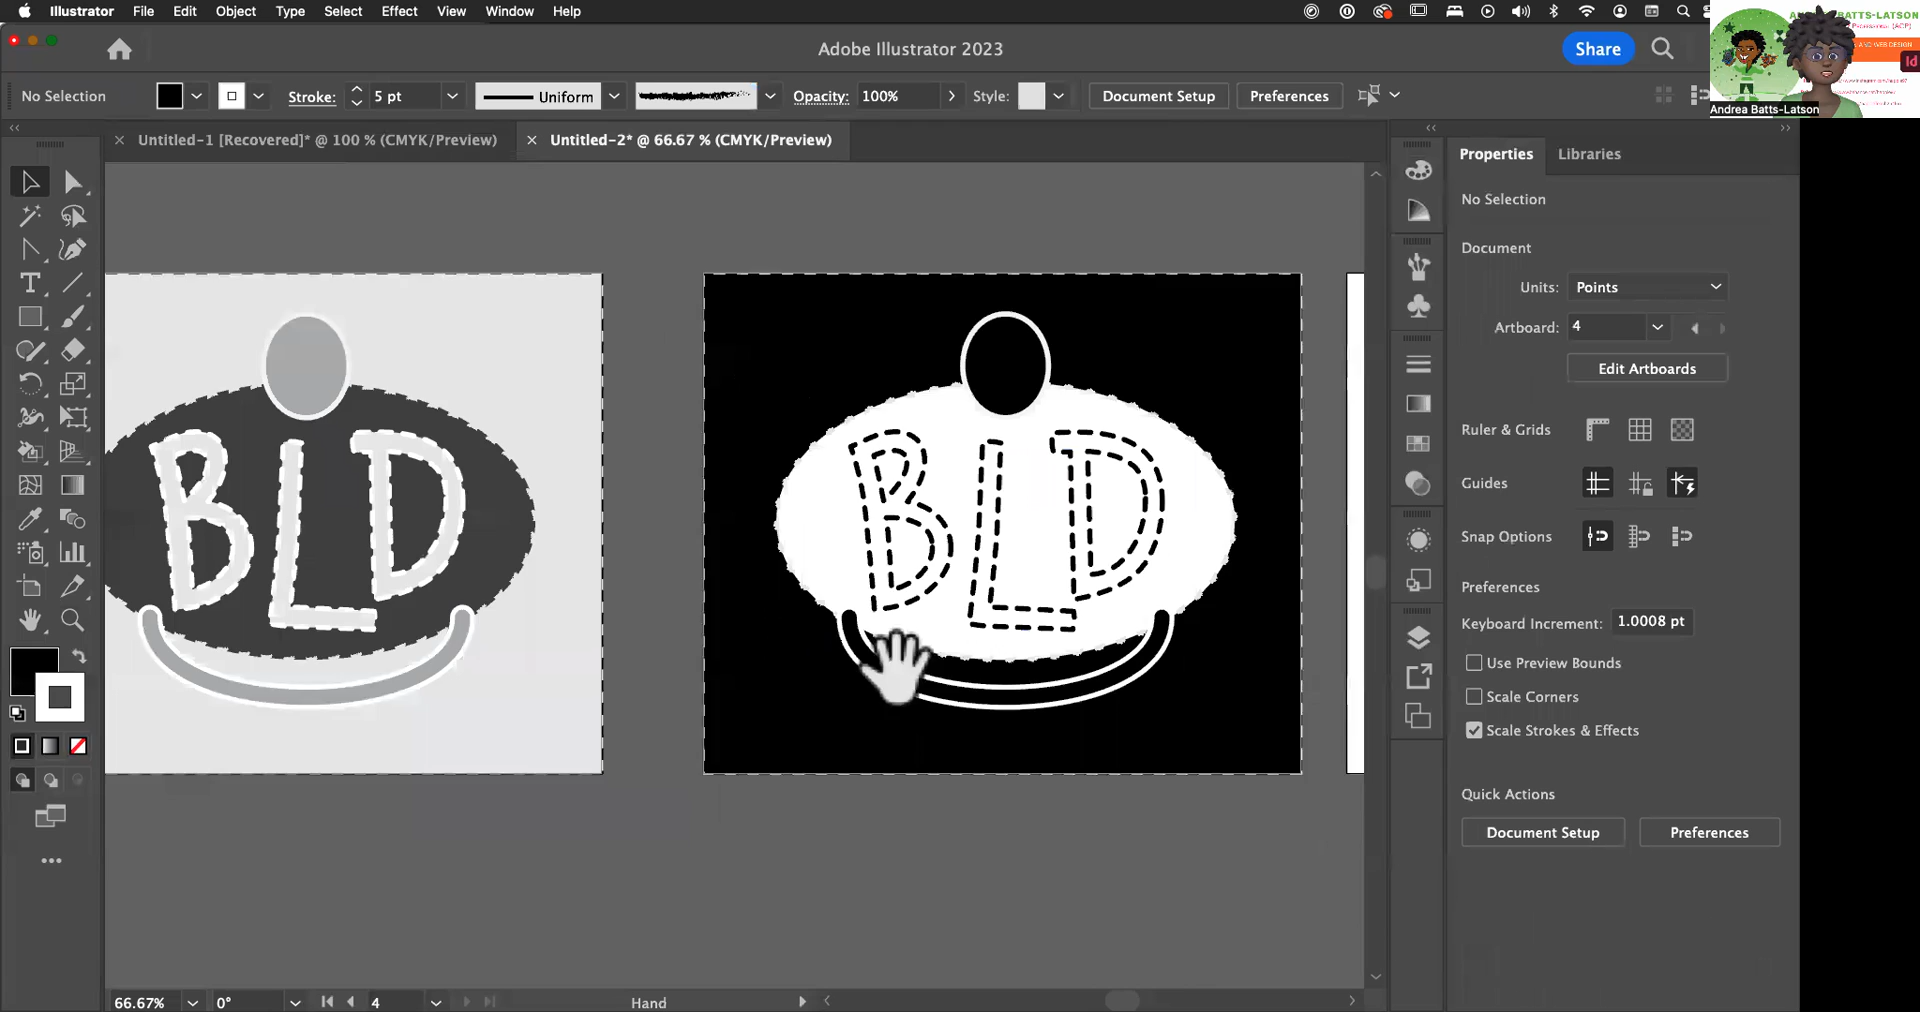 Illustrator File Edit Object Type Select Effect View Window Help
Adobe Illustrator 2023
Share
No Selection Stroke: 5 pt Uniform Opacity: 100% Style: Document Setup Preferences
Andrea Batts-Latson
AND WEB DESIGN
Id
× Untitled-1 [Recovered]* @ 100 % (CMYK/Preview) × Untitled-2* @ 66.67 % (CMYK/Preview)
Properties Libraries
No Selection
Document
Units: Points
Artboard: 4
Edit Artboards
Ruler & Grids
Guides
Snap Options
Preferences
Keyboard Increment: 1.0008 pt
Use Preview Bounds
Scale Corners
Scale Strokes & Effects
Quick Actions
Document Setup Preferences
BLD
BLD
66.67% 0° 4 Hand